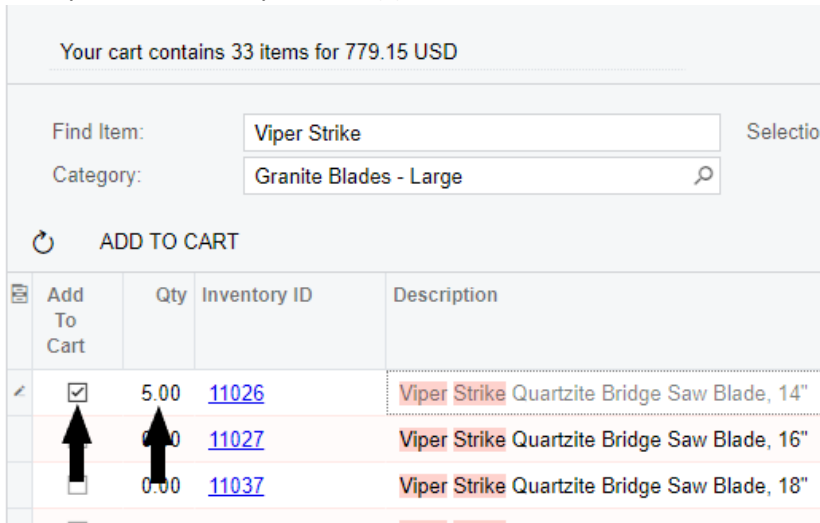 Your cart contains 33 items for 779.15 USD
Find Item: Viper Strike Selectio
Category: Granite Blades - Large
ADD TO CART
Add To Cart Qty Inventory ID Description
5.00 11026 Viper Strike Quartzite Bridge Saw Blade, 14"
11027 Viper Strike Quartzite Bridge Saw Blade, 16"
0.00 11037 Viper Strike Quartzite Bridge Saw Blade, 18"